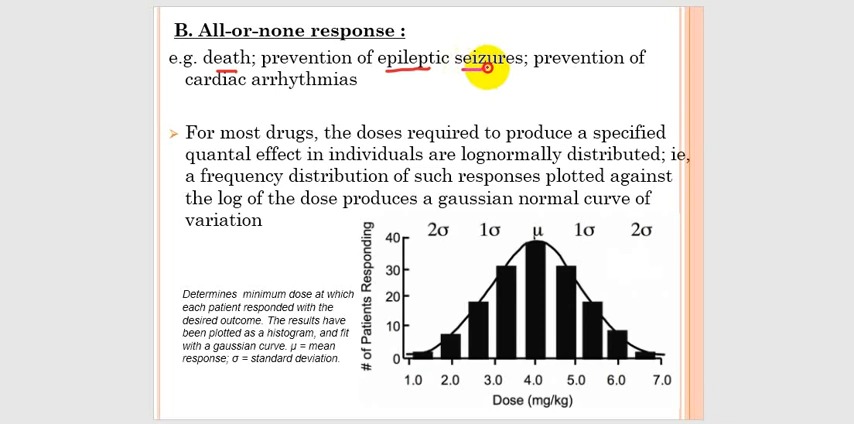 B. All-or-none response :
e.g. death; prevention of epileptic seizures; prevention of
cardiac arrhythmias
For most drugs, the doses required to produce a specified
quantal effect in individuals are lognormally distributed; ie,
a frequency distribution of such responses plotted against
the log of the dose produces a gaussian normal curve of
variation
Determines minimum dose at which
each patient responded with the
desired outcome. The results have
been plotted as a histogram, and fit
with a gaussian curve. μ = mean
response; σ = standard deviation.
# of Patients Responding
2σ 1σ μ 1σ 2σ
40
30
20
10
0
1.0 2.0 3.0 4.0 5.0 6.0 7.0
Dose (mg/kg)